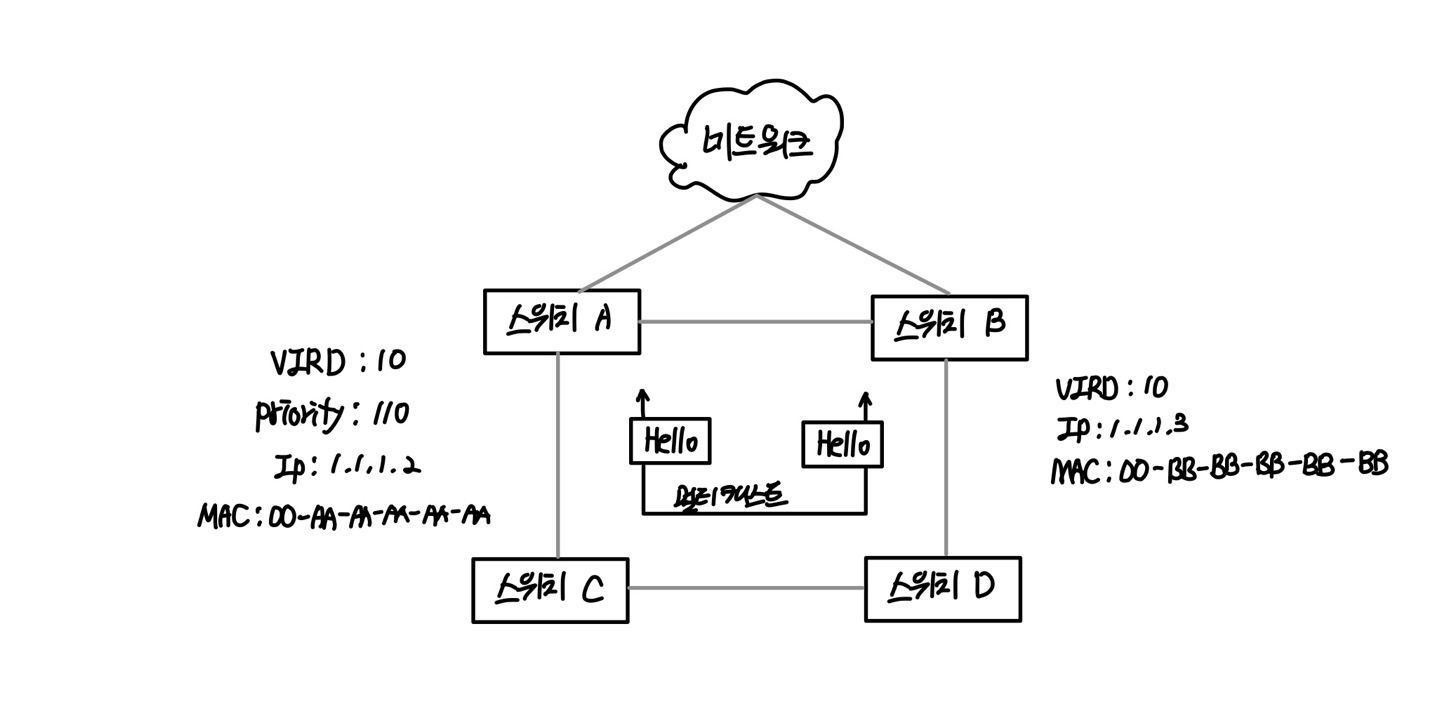 네트워크
스위치 A
스위치 B
VIRD : 10
priority : 110
Ip : 1.1.1.2
MAC : 00-AA-AA-AA-AA-AA
VIRD : 10
Ip : 1.1.1.3
MAC : 00-BB-BB-BB-BB-BB
Hello
Hello
멀티캐스트
스위치 C
스위치 D